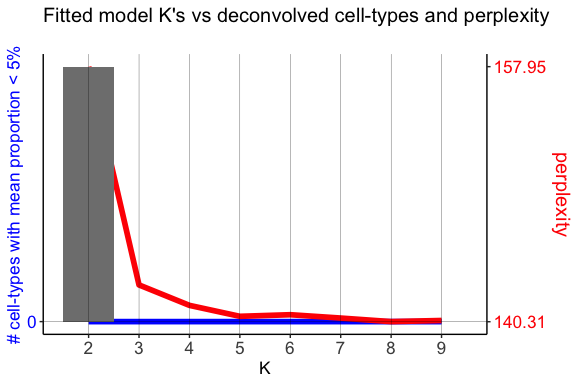 Fitted model K's vs deconvolved cell-types and perplexity
# cell-types with mean proportion < 5%
0
157.95
140.31
perplexity
2 3 4 5 6 7 8 9
K